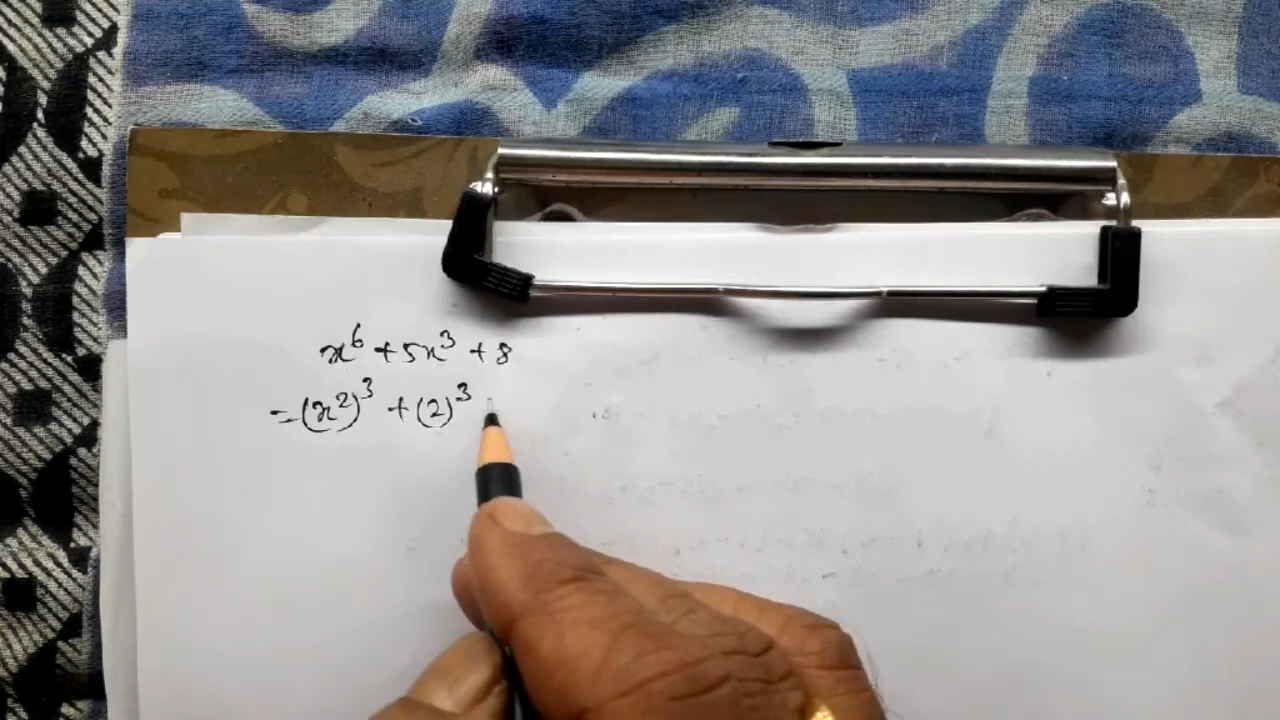 x⁶ + 5x³ + 8
= (x²)³ + (2)³